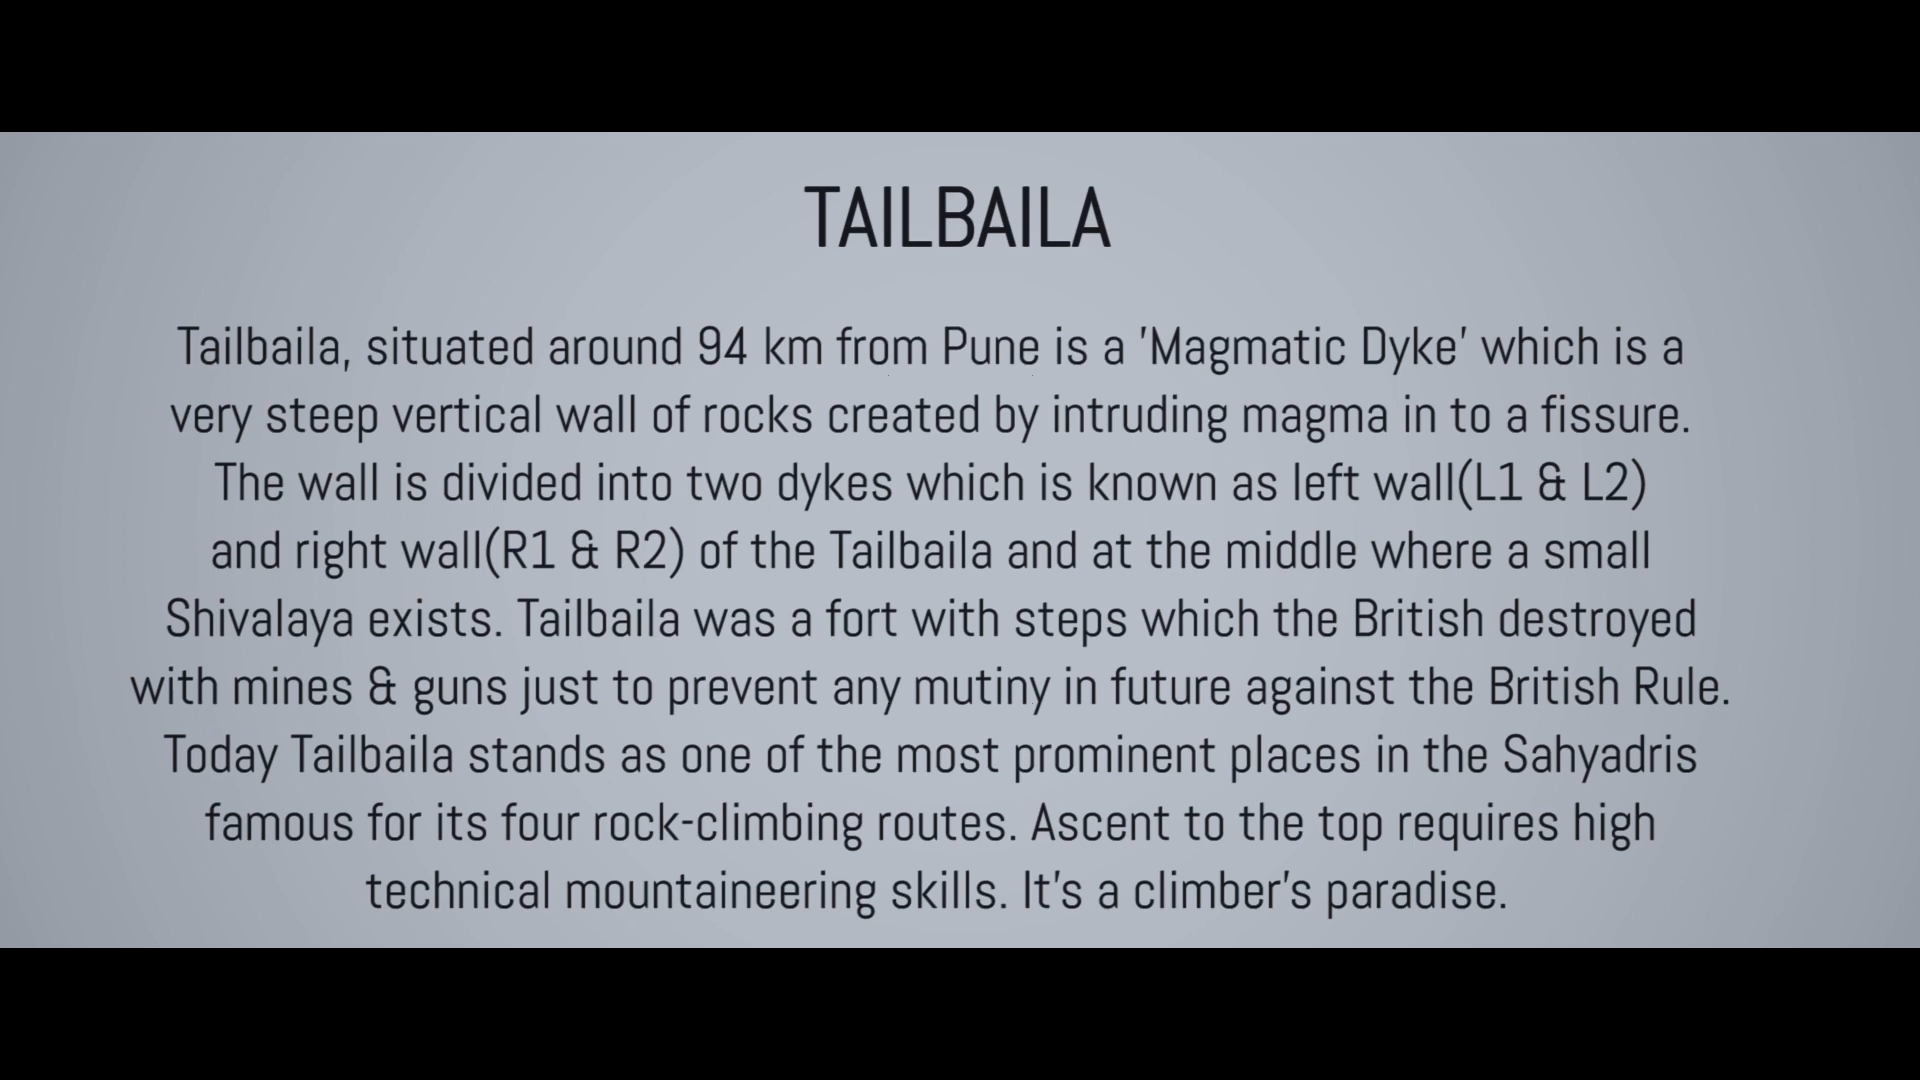 TAILBAILA
Tailbaila, situated around 94 km from Pune is a 'Magmatic Dyke' which is a
very steep vertical wall of rocks created by intruding magma in to a fissure.
The wall is divided into two dykes which is known as left wall(L1 & L2)
and right wall(R1 & R2) of the Tailbaila and at the middle where a small
Shivalaya exists. Tailbaila was a fort with steps which the British destroyed
with mines & guns just to prevent any mutiny in future against the British Rule.
Today Tailbaila stands as one of the most prominent places in the Sahyadris
famous for its four rock-climbing routes. Ascent to the top requires high
technical mountaineering skills. It's a climber's paradise.